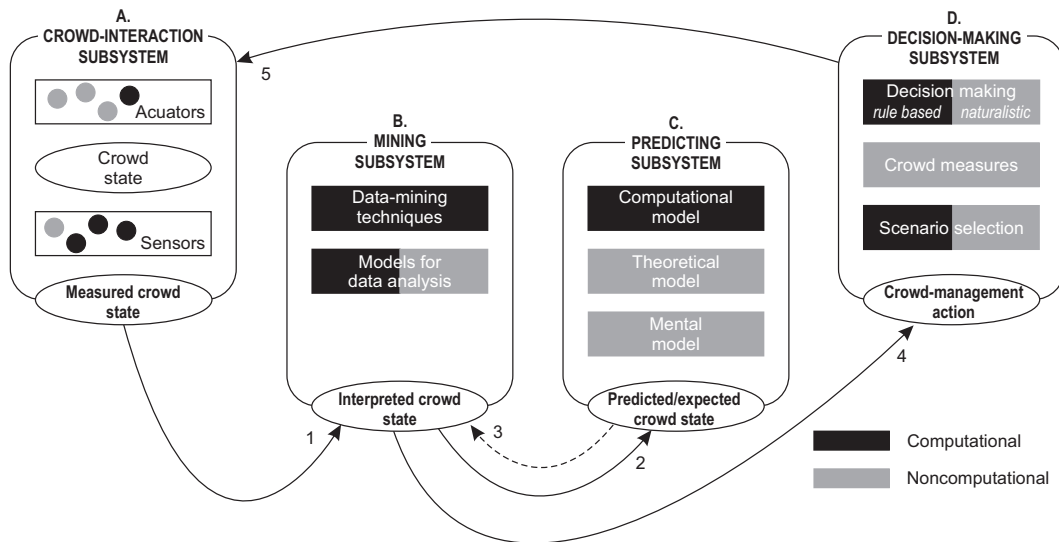 A.
CROWD-INTERACTION
SUBSYSTEM
Acuators
Crowd
state
Sensors
Measured crowd
state
B.
MINING
SUBSYSTEM
Data-mining
techniques
Models for
data analysis
Interpreted crowd
state
C.
PREDICTING
SUBSYSTEM
Computational
model
Theoretical
model
Mental
model
Predicted/expected
crowd state
D.
DECISION-MAKING
SUBSYSTEM
Decision making
rule based naturalistic
Crowd measures
Scenario selection
Crowd-management
action
5
1
3
2
4
Computational
Noncomputational